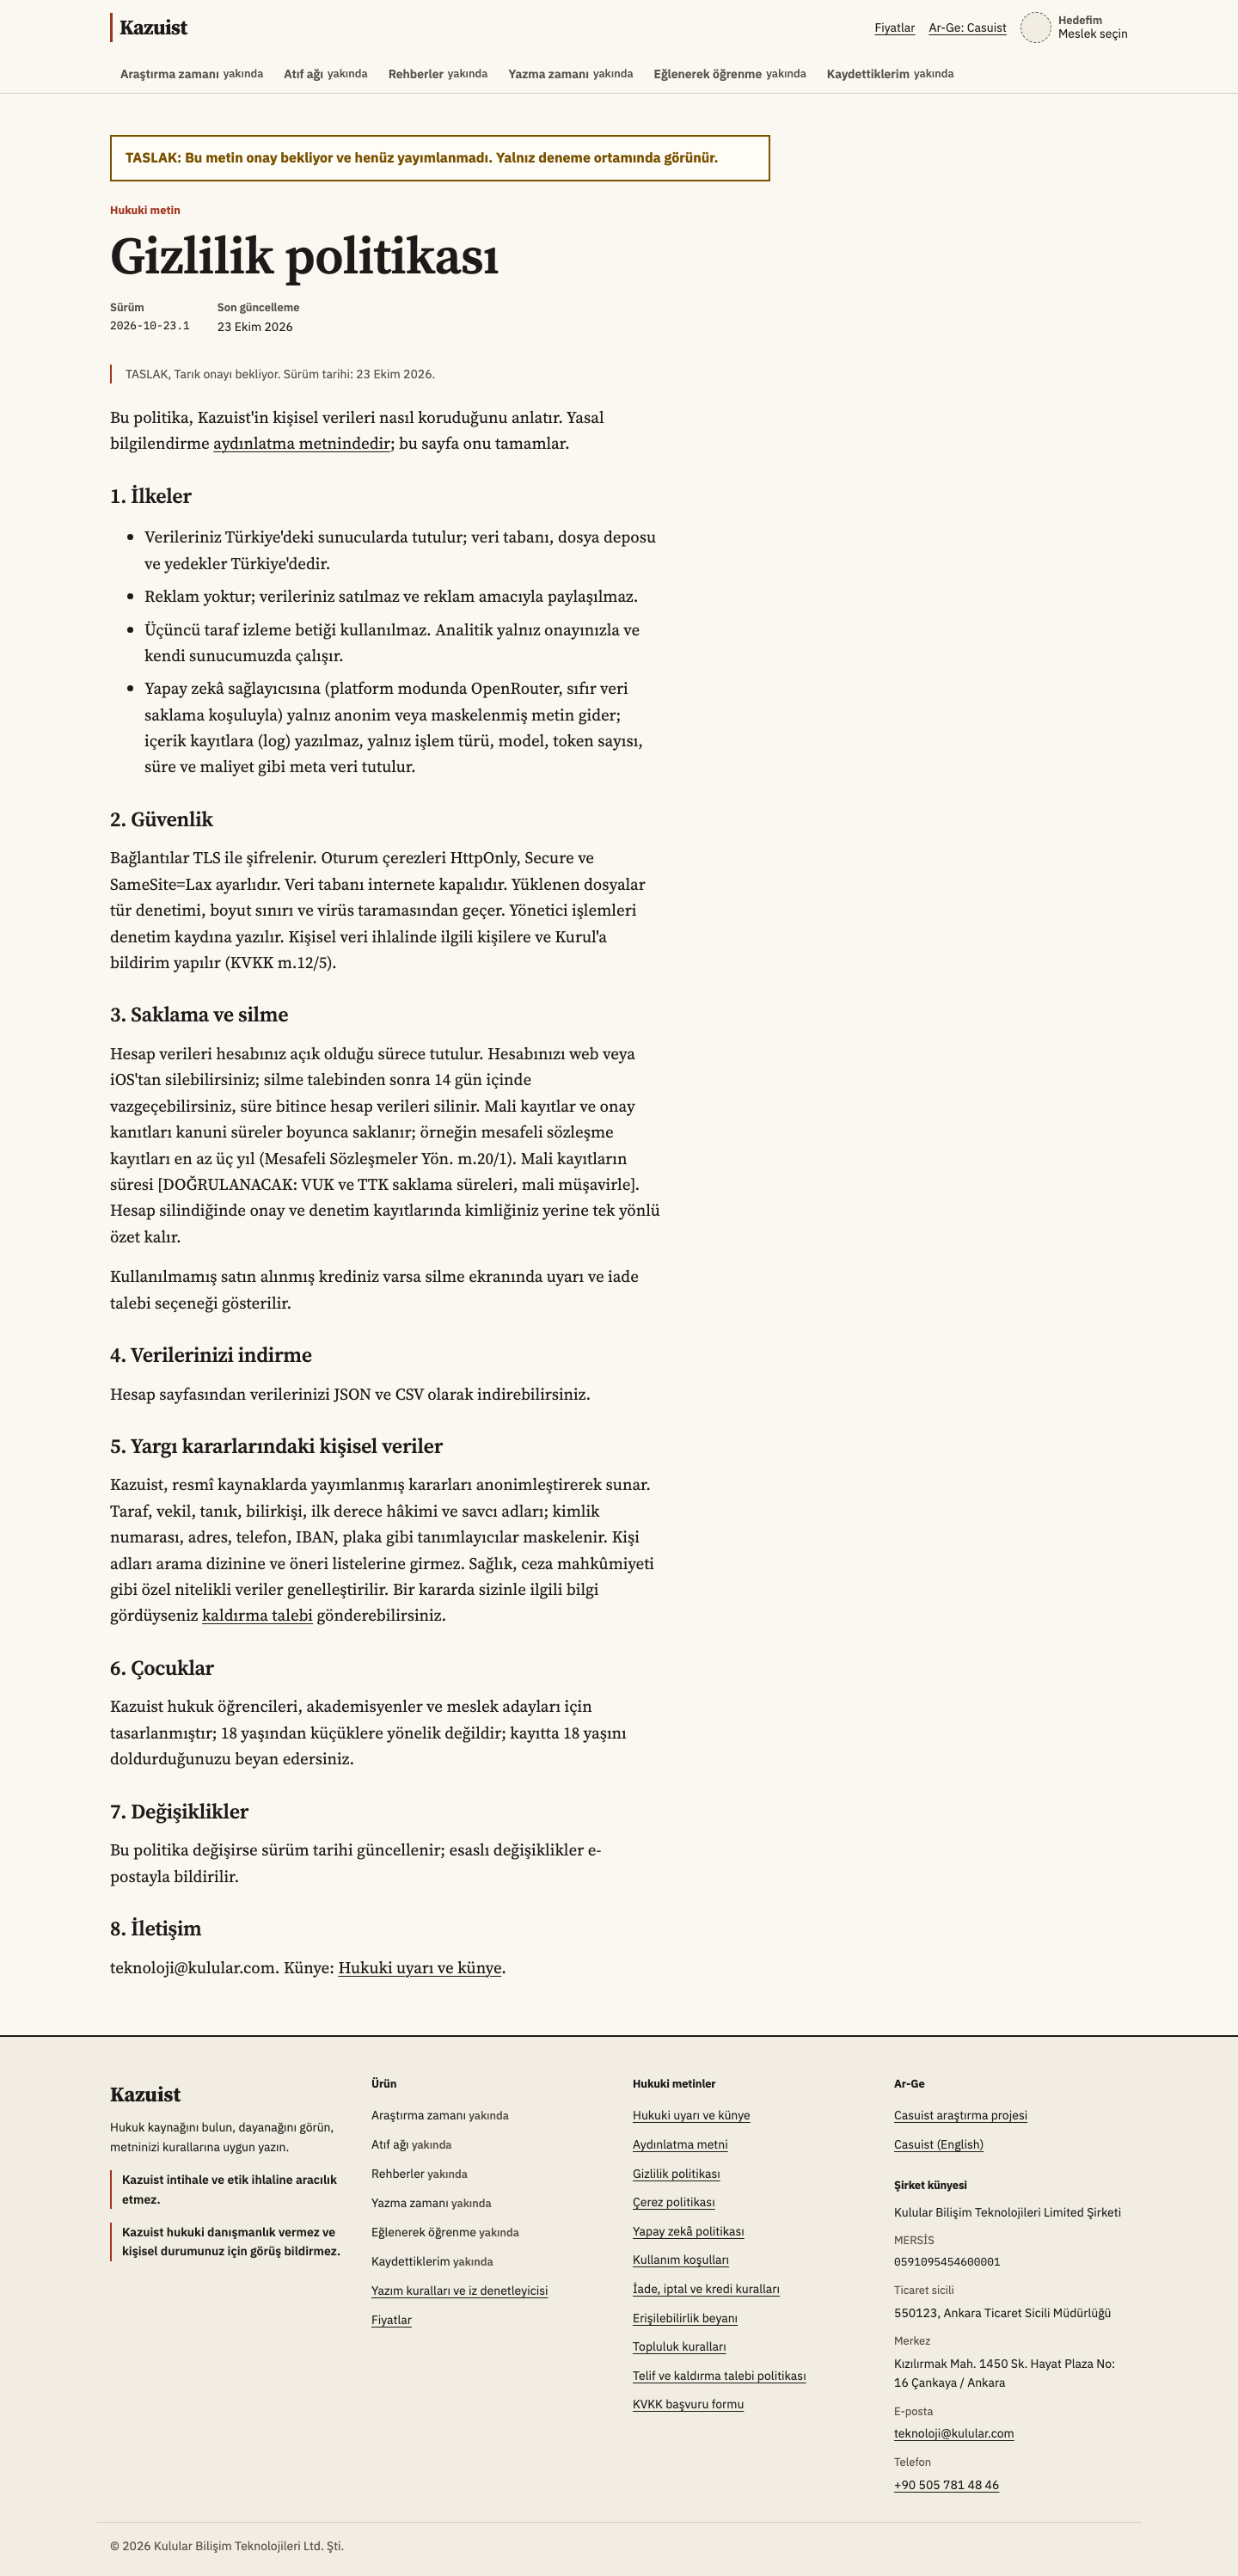 Kazuist
Fiyatlar Ar-Ge: Casuist Hedefim
Meslek seçin
Araştırma zamanı yakında Atıf ağı yakında Rehberler yakında Yazma zamanı yakında Eğlenerek öğrenme yakında Kaydettiklerim yakında
TASLAK: Bu metin onay bekliyor ve henüz yayımlanmadı. Yalnız deneme ortamında görünür.
Hukuki metin
Gizlilik politikası
Sürüm Son güncelleme
2026-10-23.1 23 Ekim 2026
TASLAK, Tarık onayı bekliyor. Sürüm tarihi: 23 Ekim 2026.
Bu politika, Kazuist'in kişisel verileri nasıl koruduğunu anlatır. Yasal
bilgilendirme aydınlatma metnindedir; bu sayfa onu tamamlar.
1. İlkeler
• Verileriniz Türkiye'deki sunucularda tutulur; veri tabanı, dosya deposu
ve yedekler Türkiye'dedir.
• Reklam yoktur; verileriniz satılmaz ve reklam amacıyla paylaşılmaz.
• Üçüncü taraf izleme betiği kullanılmaz. Analitik yalnız onayınızla ve
kendi sunucumuzda çalışır.
• Yapay zekâ sağlayıcısına (platform modunda OpenRouter, sıfır veri
saklama koşuluyla) yalnız anonim veya maskelenmiş metin gider;
içerik kayıtlara (log) yazılmaz, yalnız işlem türü, model, token sayısı,
süre ve maliyet gibi meta veri tutulur.
2. Güvenlik
Bağlantılar TLS ile şifrelenir. Oturum çerezleri HttpOnly, Secure ve
SameSite=Lax ayarlıdır. Veri tabanı internete kapalıdır. Yüklenen dosyalar
tür denetimi, boyut sınırı ve virüs taramasından geçer. Yönetici işlemleri
denetim kaydına yazılır. Kişisel veri ihlalinde ilgili kişilere ve Kurul'a
bildirim yapılır (KVKK m.12/5).
3. Saklama ve silme
Hesap verileri hesabınız açık olduğu sürece tutulur. Hesabınızı web veya
iOS'tan silebilirsiniz; silme talebinden sonra 14 gün içinde
vazgeçebilirsiniz, süre bitince hesap verileri silinir. Mali kayıtlar ve onay
kanıtları kanuni süreler boyunca saklanır; örneğin mesafeli sözleşme
kayıtları en az üç yıl (Mesafeli Sözleşmeler Yön. m.20/1). Mali kayıtların
süresi [DOĞRULANACAK: VUK ve TTK saklama süreleri, mali müşavirle].
Hesap silindiğinde onay ve denetim kayıtlarında kimliğiniz yerine tek yönlü
özet kalır.
Kullanılmamış satın alınmış krediniz varsa silme ekranında uyarı ve iade
talebi seçeneği gösterilir.
4. Verilerinizi indirme
Hesap sayfasından verilerinizi JSON ve CSV olarak indirebilirsiniz.
5. Yargı kararlarındaki kişisel veriler
Kazuist, resmî kaynaklarda yayımlanmış kararları anonimleştirerek sunar.
Taraf, vekil, tanık, bilirkişi, ilk derece hâkimi ve savcı adları; kimlik
numarası, adres, telefon, IBAN, plaka gibi tanımlayıcılar maskelenir. Kişi
adları arama dizinine ve öneri listelerine girmez. Sağlık, ceza mahkûmiyeti
gibi özel nitelikli veriler genelleştirilir. Bir kararda sizinle ilgili bilgi
gördüyseniz kaldırma talebi gönderebilirsiniz.
6. Çocuklar
Kazuist hukuk öğrencileri, akademisyenler ve meslek adayları için
tasarlanmıştır; 18 yaşından küçüklere yönelik değildir; kayıtta 18 yaşını
doldurduğunuzu beyan edersiniz.
7. Değişiklikler
Bu politika değişirse sürüm tarihi güncellenir; esaslı değişiklikler e-
postayla bildirilir.
8. İletişim
teknoloji@kulular.com. Künye: Hukuki uyarı ve künye.
Kazuist
Hukuk kaynağını bulun, dayanağını görün,
metninizi kurallarına uygun yazın.
Kazuist intihale ve etik ihlaline aracılık
etmez.
Kazuist hukuki danışmanlık vermez ve
kişisel durumunuz için görüş bildirmez.
Ürün
Araştırma zamanı yakında
Atıf ağı yakında
Rehberler yakında
Yazma zamanı yakında
Eğlenerek öğrenme yakında
Kaydettiklerim yakında
Yazım kuralları ve iz denetleyicisi
Fiyatlar
Hukuki metinler
Hukuki uyarı ve künye
Aydınlatma metni
Gizlilik politikası
Çerez politikası
Yapay zekâ politikası
Kullanım koşulları
İade, iptal ve kredi kuralları
Erişilebilirlik beyanı
Topluluk kuralları
Telif ve kaldırma talebi politikası
KVKK başvuru formu
Ar-Ge
Casuist araştırma projesi
Casuist (English)
Şirket künyesi
Kulular Bilişim Teknolojileri Limited Şirketi
MERSİS
0591095454600001
Ticaret sicili
550123, Ankara Ticaret Sicili Müdürlüğü
Merkez
Kızılırmak Mah. 1450 Sk. Hayat Plaza No:
16 Çankaya / Ankara
E-posta
teknoloji@kulular.com
Telefon
+90 505 781 48 46
© 2026 Kulular Bilişim Teknolojileri Ltd. Şti.